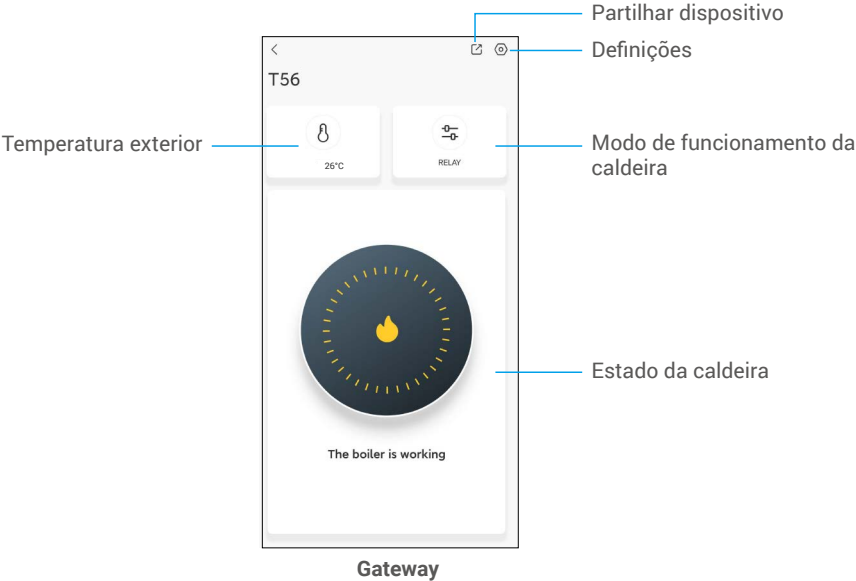 Partilhar dispositivo
Definições
T56
Temperatura exterior
26°C
RELAY
Modo de funcionamento da
caldeira
Estado da caldeira
The boiler is working
Gateway